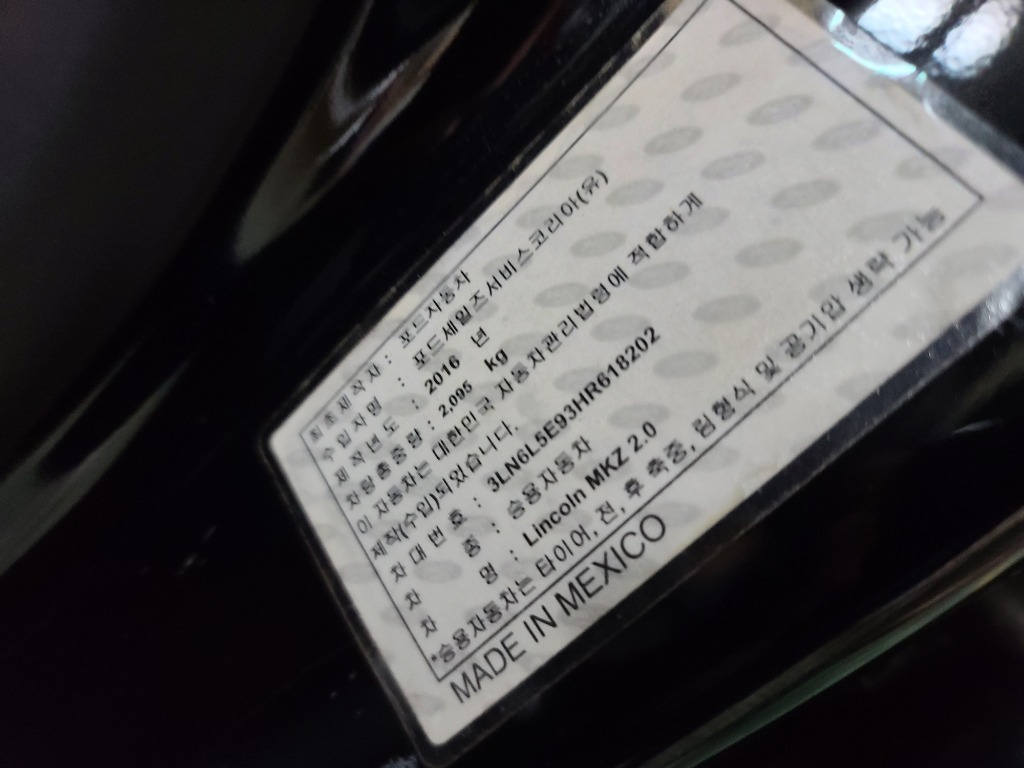 최초제작자 : 포드자동차
수 입 자 명 : 포드세일즈서비스코리아(유)
제 작 년 도 : 2016 년
차량총중량 : 2,095 kg
이 자동차는 대한민국 자동차관리법령에 적합하게
제작(수입)되었습니다.
차 대 번 호 : 3LN6L5E93HR618202
차 종 : 승용자동차
차 명 : Lincoln MKZ 2.0
*승용자동차는 타이어, 전, 후 축중, 림형식 및 공기압 생략 가능
MADE IN MEXICO